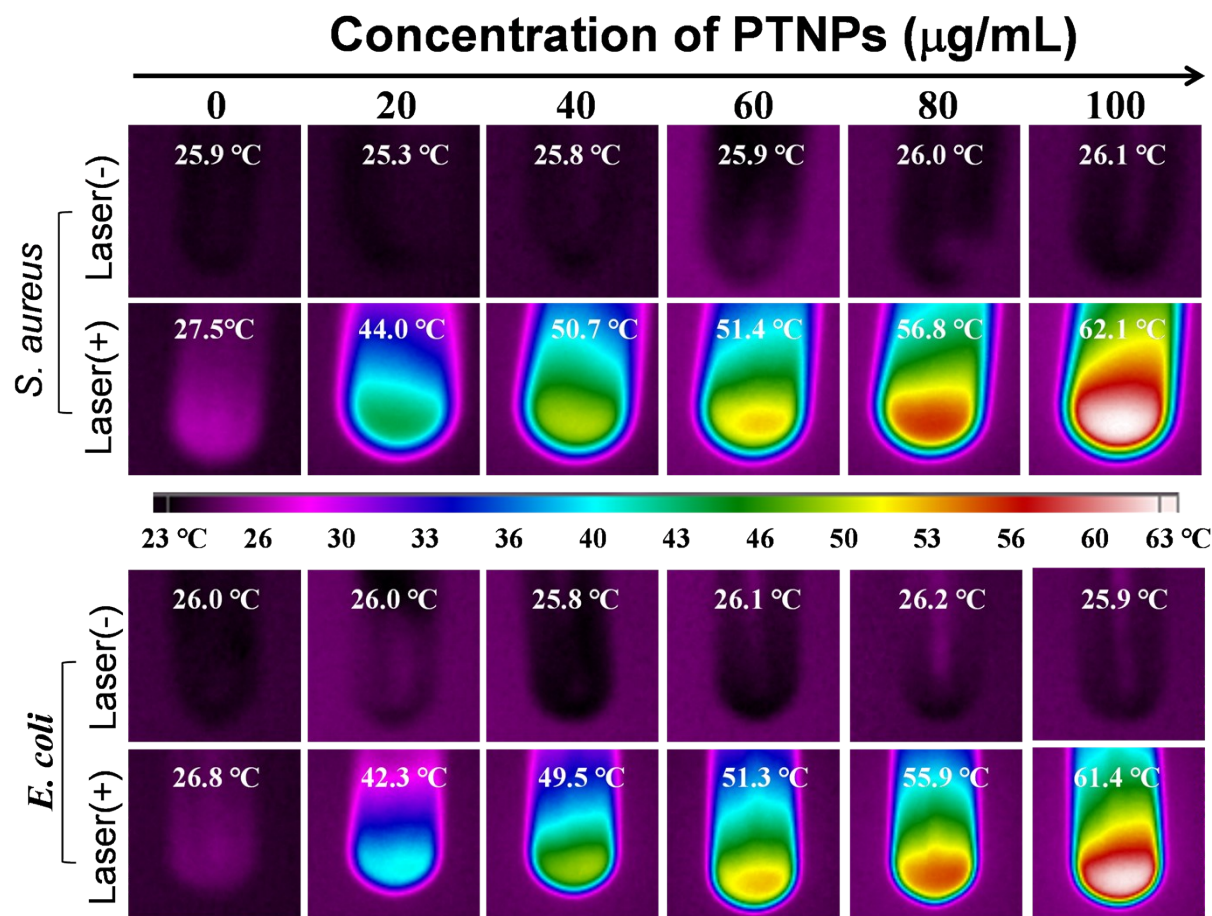 Concentration of PTNPs (μg/mL)
0 20 40 60 80 100
S. aureus
Laser(-)
25.9 ℃ 25.3 ℃ 25.8 ℃ 25.9 ℃ 26.0 ℃ 26.1 ℃
Laser(+)
27.5℃ 44.0 ℃ 50.7 ℃ 51.4 ℃ 56.8 ℃ 62.1 ℃
23 ℃ 26 30 33 36 40 43 46 50 53 56 60 63 ℃
E. coli
Laser(-)
26.0 ℃ 26.0 ℃ 25.8 ℃ 26.1 ℃ 26.2 ℃ 25.9 ℃
Laser(+)
26.8 ℃ 42.3 ℃ 49.5 ℃ 51.3 ℃ 55.9 ℃ 61.4 ℃